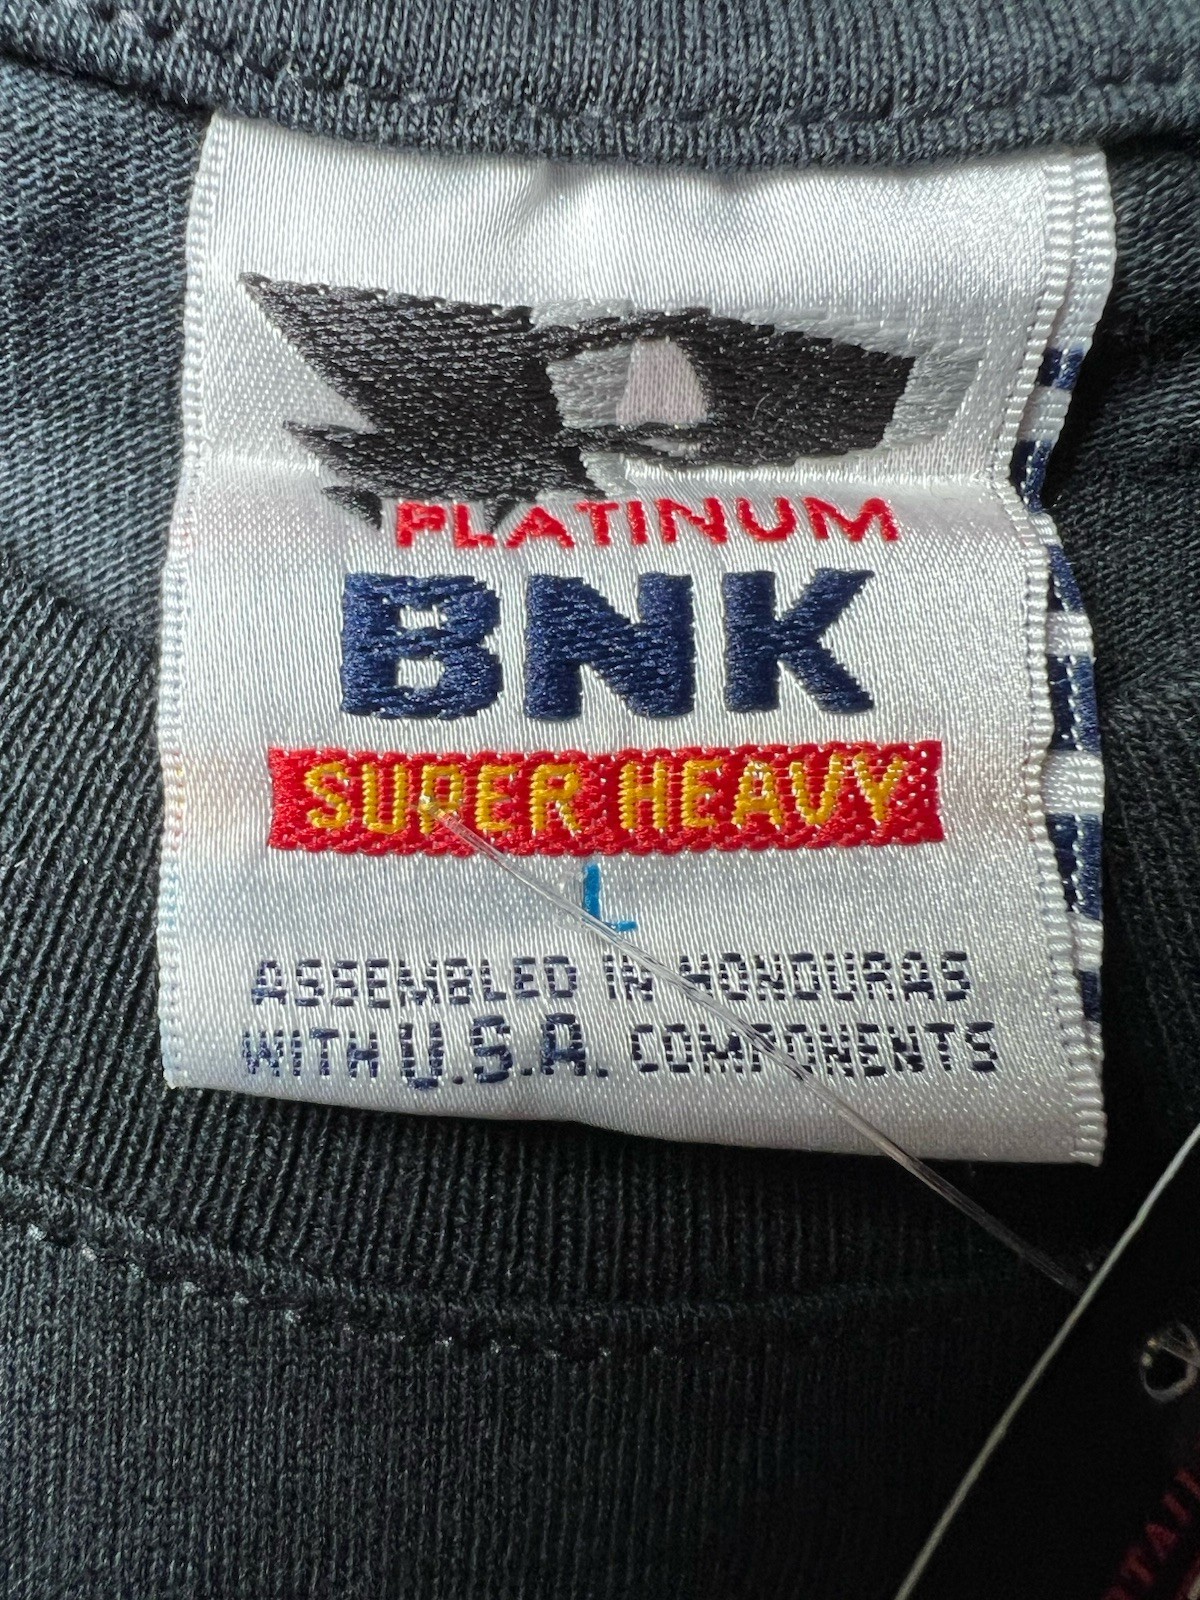 PLATINUM
BNK
SUPER HEAVY
L
ASSEMBLED IN HONDURAS
WITH U.S.A. COMPONENTS